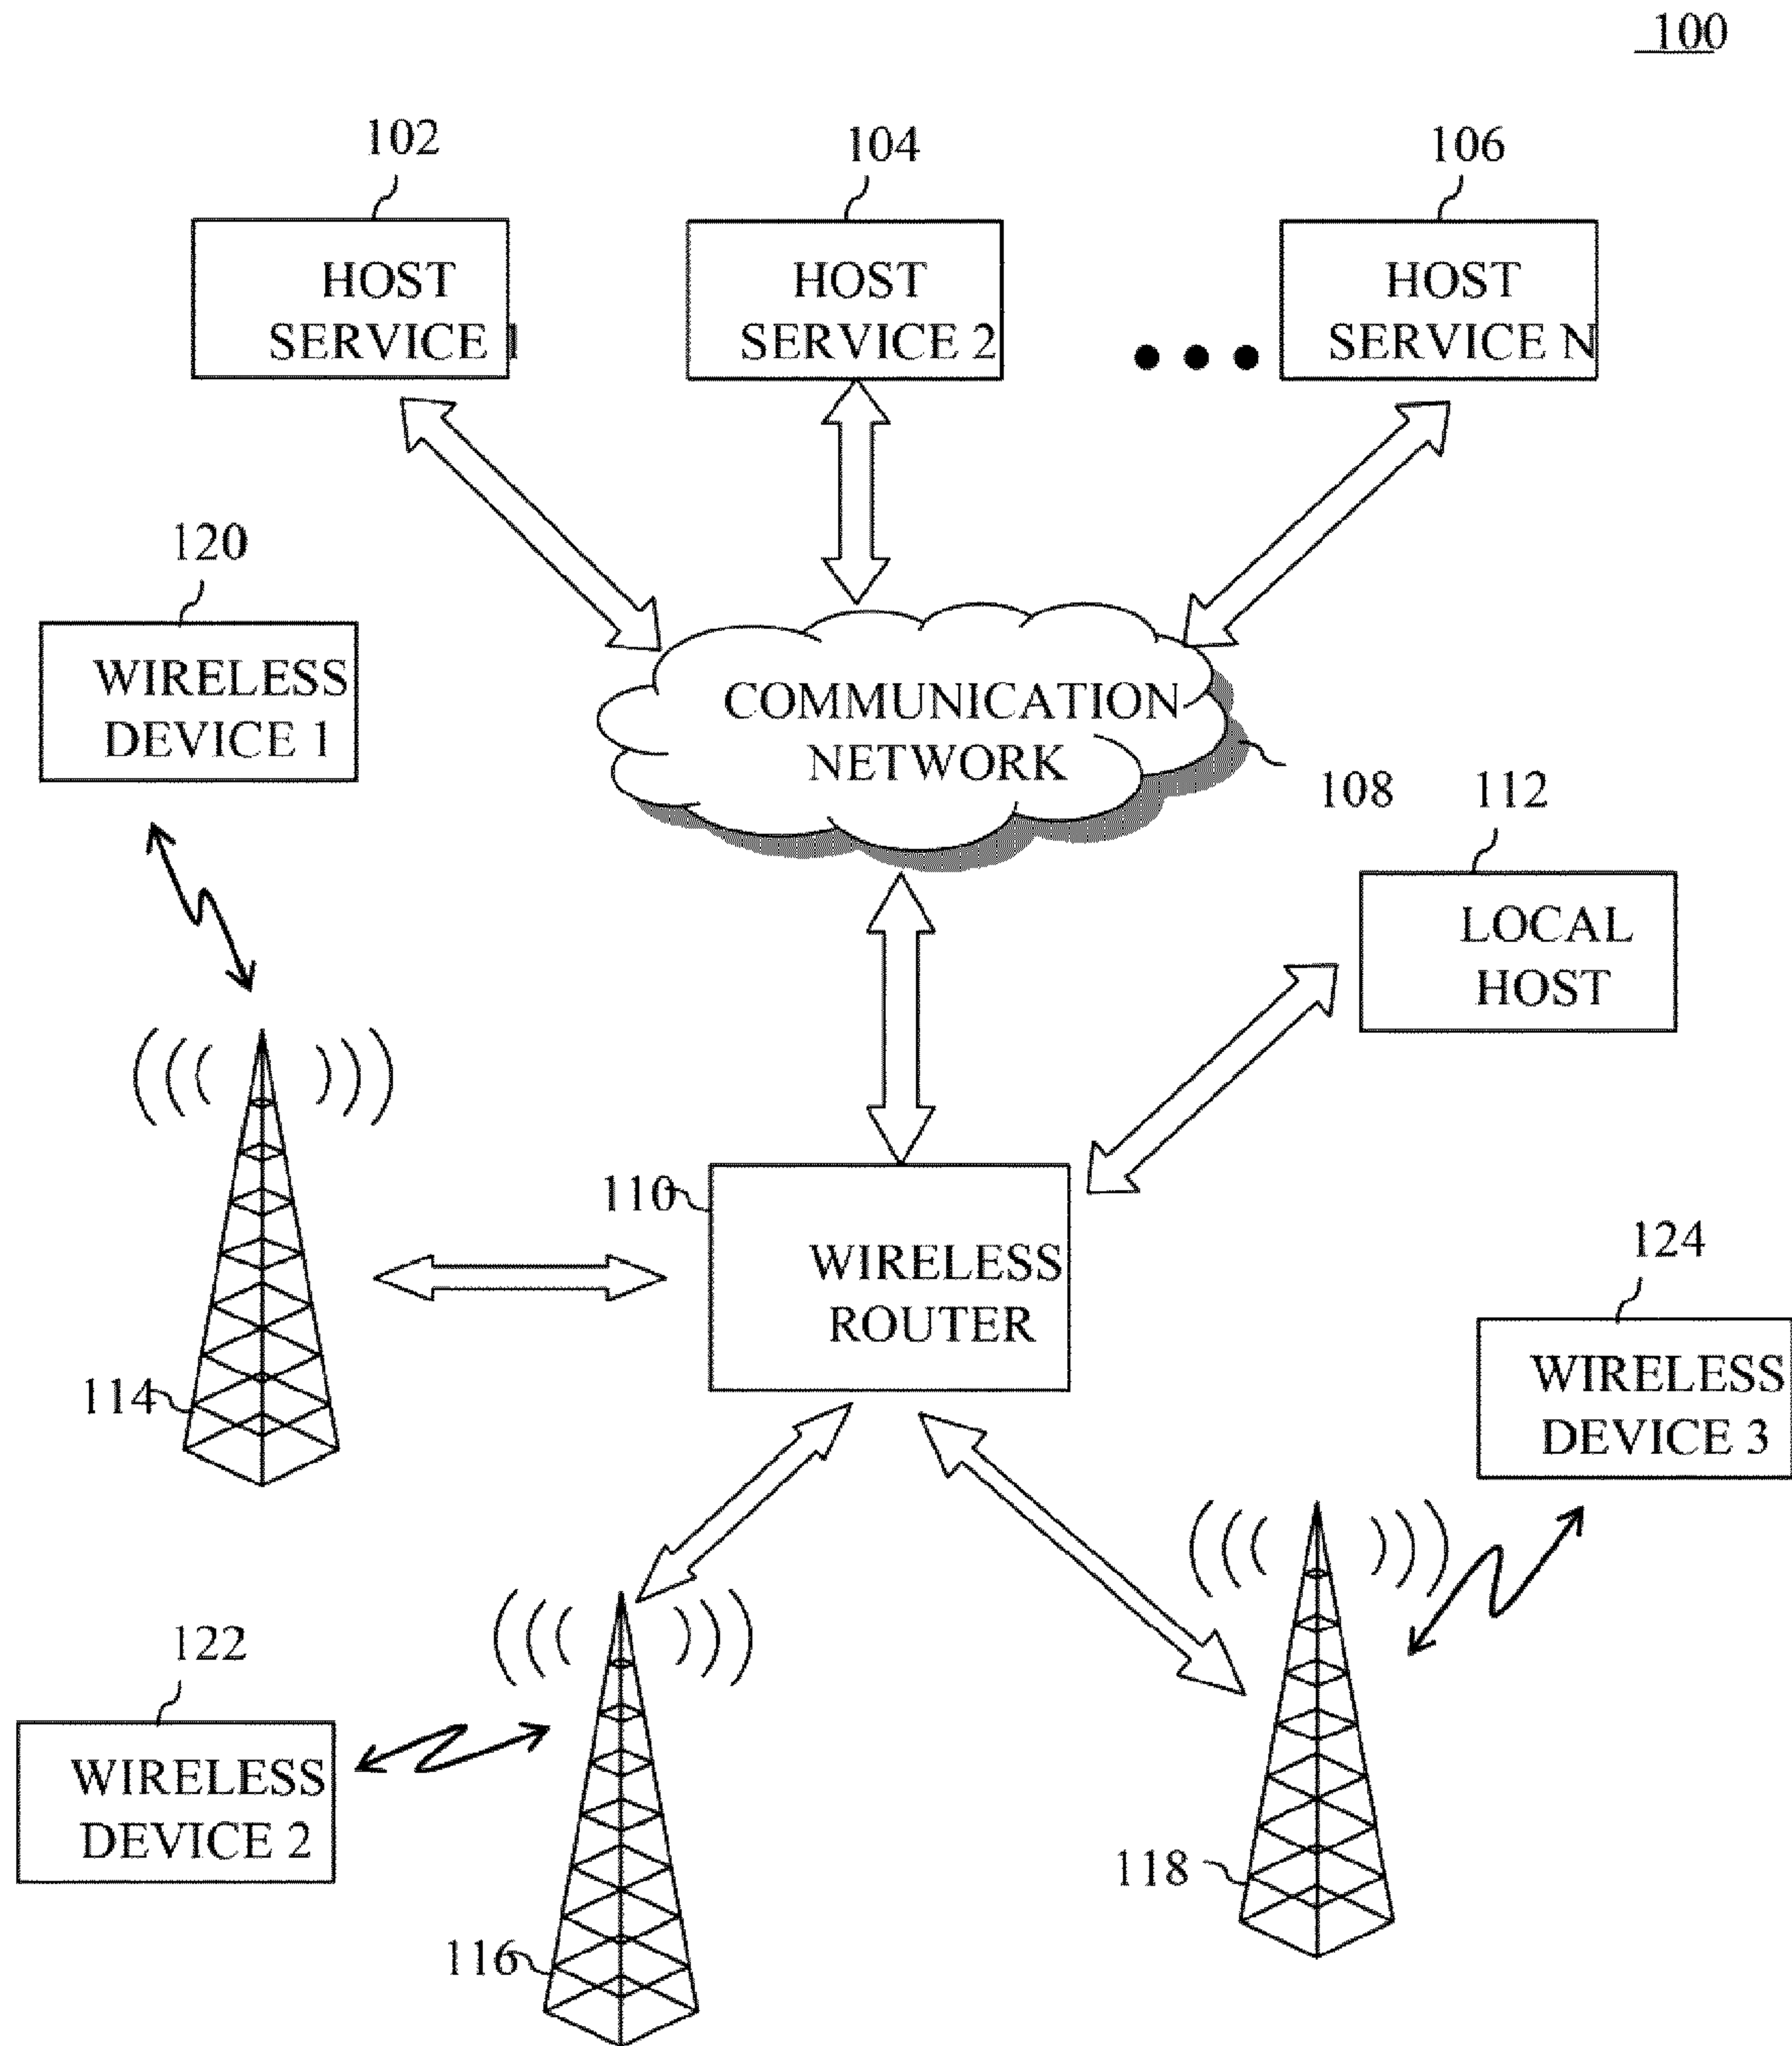 100
102
104
106
HOST
SERVICE 1
HOST
SERVICE 2
HOST
SERVICE N
120
WIRELESS
DEVICE 1
COMMUNICATION
NETWORK
108
112
LOCAL
HOST
110
WIRELESS
ROUTER
124
WIRELESS
DEVICE 3
114
122
WIRELESS
DEVICE 2
118
116